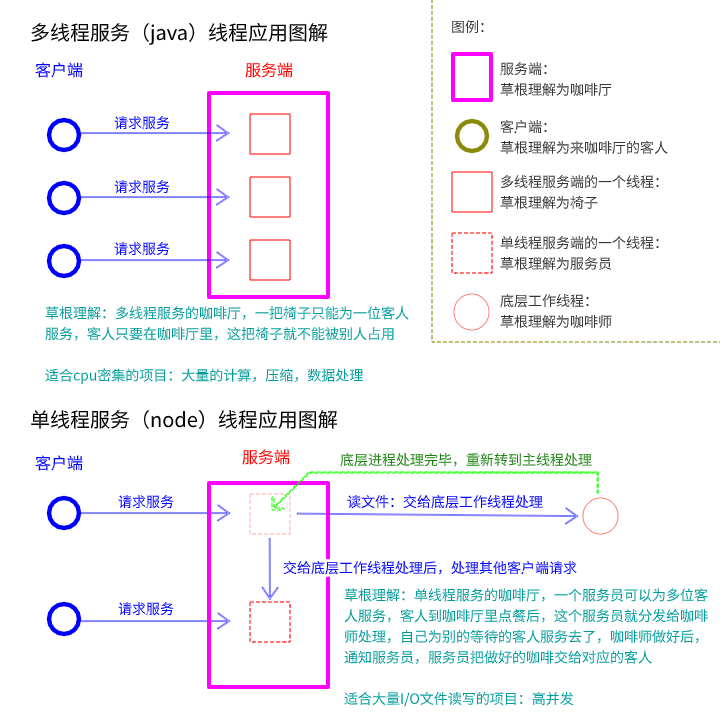 多线程服务（java）线程应用图解
客户端
服务端
请求服务
请求服务
请求服务
草根理解：多线程服务的咖啡厅，一把椅子只能为一位客人
服务，客人只要在咖啡厅里，这把椅子就不能被别人占用
适合cpu密集的项目：大量的计算，压缩，数据处理
图例：
服务端：
草根理解为咖啡厅
客户端：
草根理解为来咖啡厅的客人
多线程服务端的一个线程：
草根理解为椅子
单线程服务端的一个线程：
草根理解为服务员
底层工作线程：
草根理解为咖啡师
单线程服务（node）线程应用图解
客户端
服务端
底层进程处理完毕，重新转到主线程处理
请求服务
读文件：交给底层工作线程处理
交给底层工作线程处理后，处理其他客户端请求
请求服务
草根理解：单线程服务的咖啡厅，一个服务员可以为多位客
人服务，客人到咖啡厅里点餐后，这个服务员就分发给咖啡
师处理，自己为别的等待的客人服务去了，咖啡师做好后，
通知服务员，服务员把做好的咖啡交给对应的客人
适合大量I/O文件读写的项目：高并发